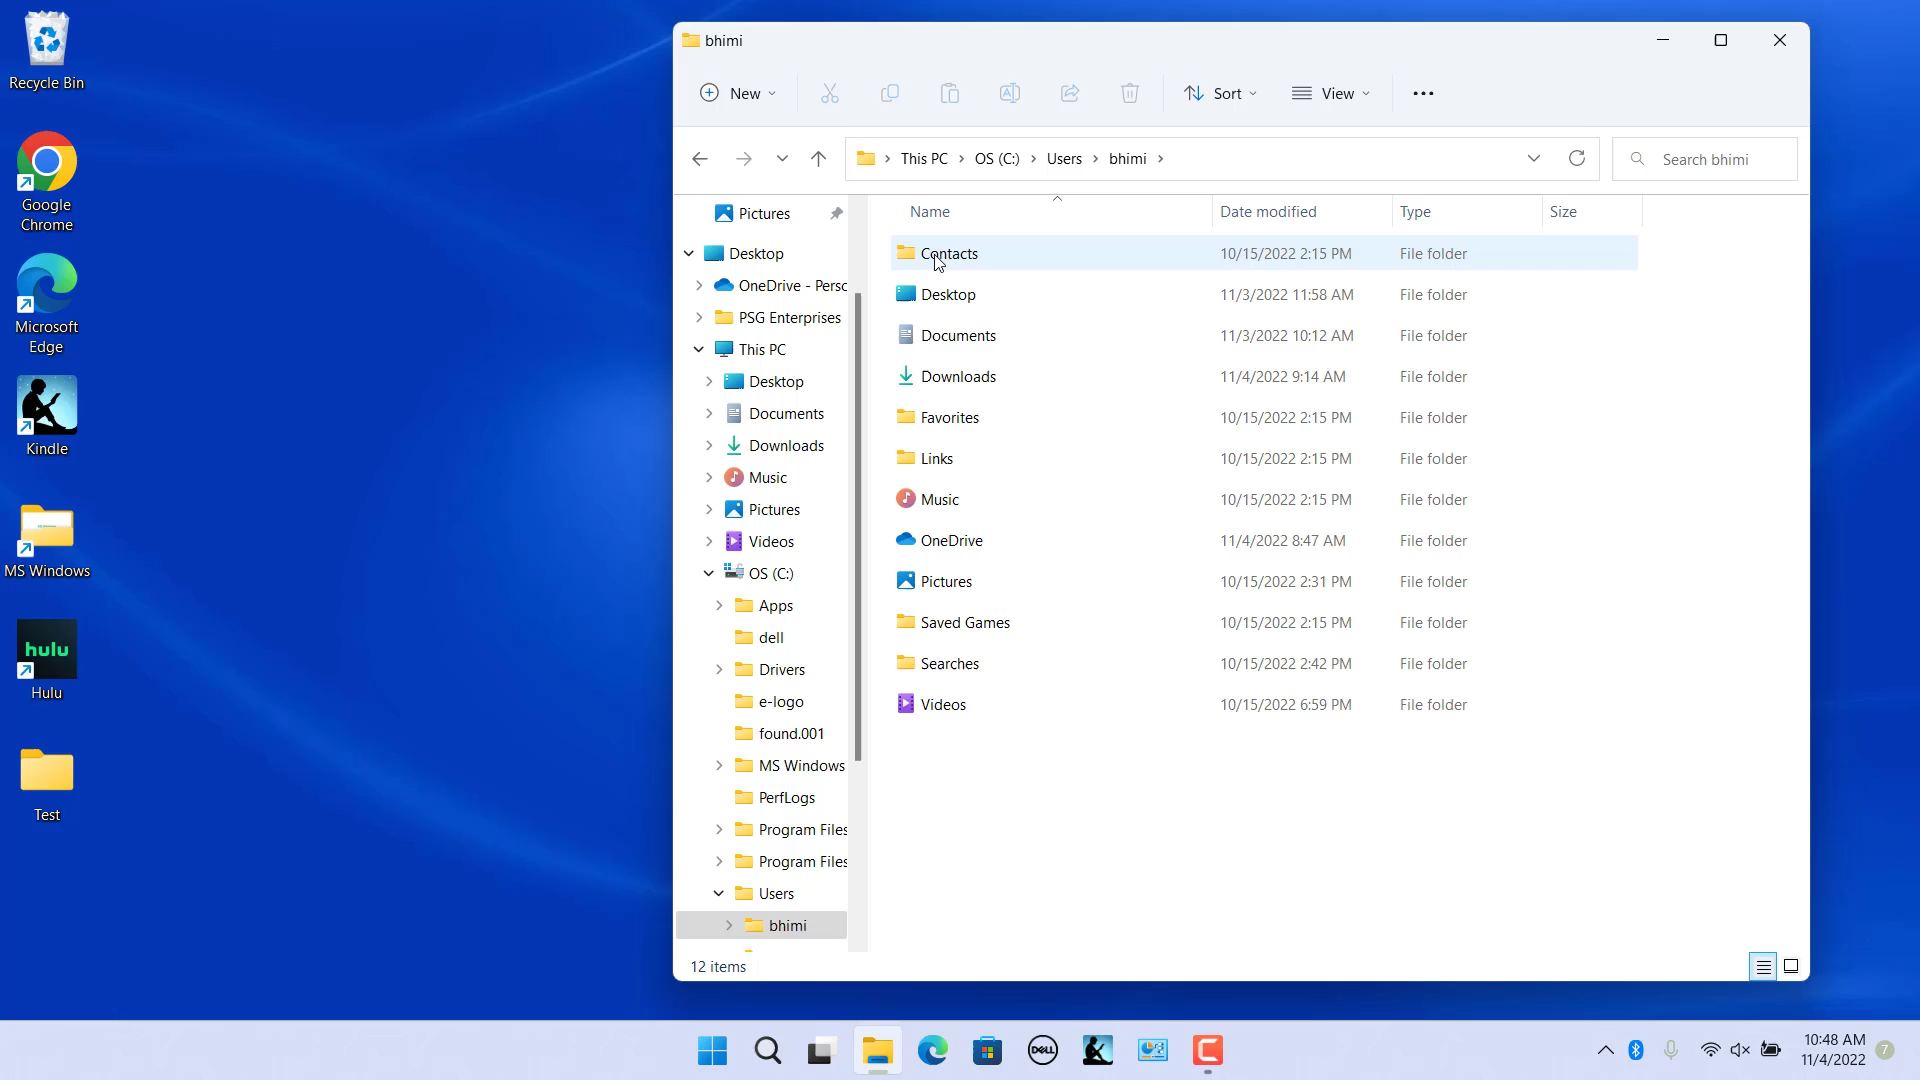 Recycle Bin
Google
Chrome
Microsoft
Edge
Kindle
MS Windows
hulu
Hulu
Test
bhimi
New
Sort
View
This PC
OS (C:)
Users
bhimi
Search bhimi
Pictures
Desktop
OneDrive - Perso
PSG Enterprises
This PC
Desktop
Documents
Downloads
Music
Pictures
Videos
OS (C:)
Apps
dell
Drivers
e-logo
found.001
MS Windows
PerfLogs
Program Files
Program Files
Users
bhimi
Name Date modified Type Size
Contacts 10/15/2022 2:15 PM File folder
Desktop 11/3/2022 11:58 AM File folder
Documents 11/3/2022 10:12 AM File folder
Downloads 11/4/2022 9:14 AM File folder
Favorites 10/15/2022 2:15 PM File folder
Links 10/15/2022 2:15 PM File folder
Music 10/15/2022 2:15 PM File folder
OneDrive 11/4/2022 8:47 AM File folder
Pictures 10/15/2022 2:31 PM File folder
Saved Games 10/15/2022 2:15 PM File folder
Searches 10/15/2022 2:42 PM File folder
Videos 10/15/2022 6:59 PM File folder
12 items
DELL
10:48 AM
11/4/2022
7